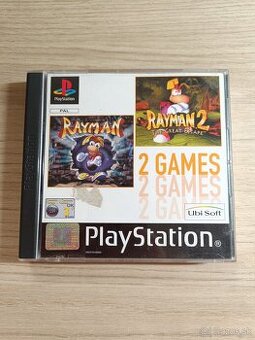 PlayStation
PAL
RAYMAN
RAYMAN 2
THE GREAT ESCAPE
2 GAMES
2 GAMES
2 GAMES
Ubi Soft
PlayStation